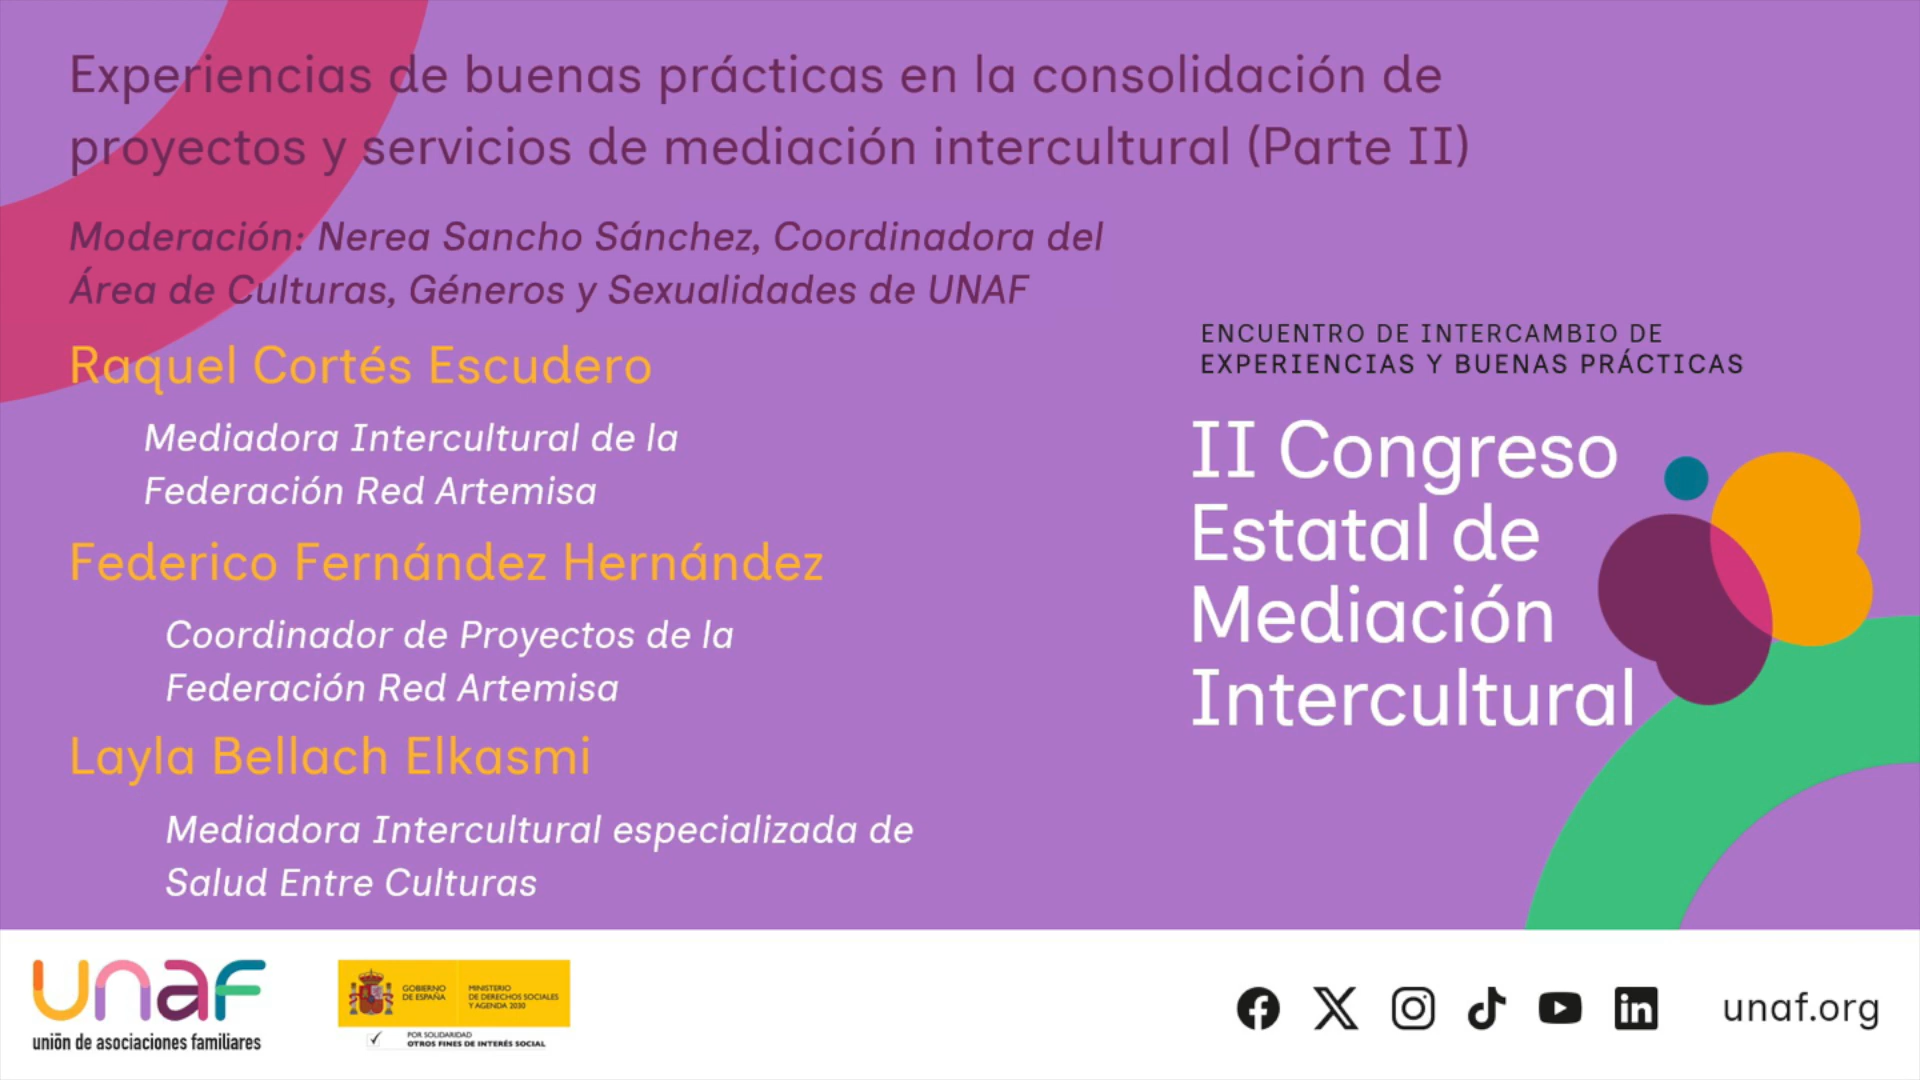 Experiencias de buenas prácticas en la consolidación de
proyectos y servicios de mediación intercultural (Parte II)
Moderación: Nerea Sancho Sánchez, Coordinadora del
Área de Culturas, Géneros y Sexualidades de UNAF
Raquel Cortés Escudero
Mediadora Intercultural de la
Federación Red Artemisa
Federico Fernández Hernández
Coordinador de Proyectos de la
Federación Red Artemisa
Layla Bellach Elkasmi
Mediadora Intercultural especializada de
Salud Entre Culturas
ENCUENTRO DE INTERCAMBIO DE
EXPERIENCIAS Y BUENAS PRÁCTICAS
II Congreso
Estatal de
Mediación
Intercultural
unaf
unión de asociaciones familiares
GOBIERNO
DE ESPAÑA
MINISTERIO
DE DERECHOS SOCIALES
Y AGENDA 2030
POR SOLIDARIDAD
OTROS FINES DE INTERÉS SOCIAL
unaf.org